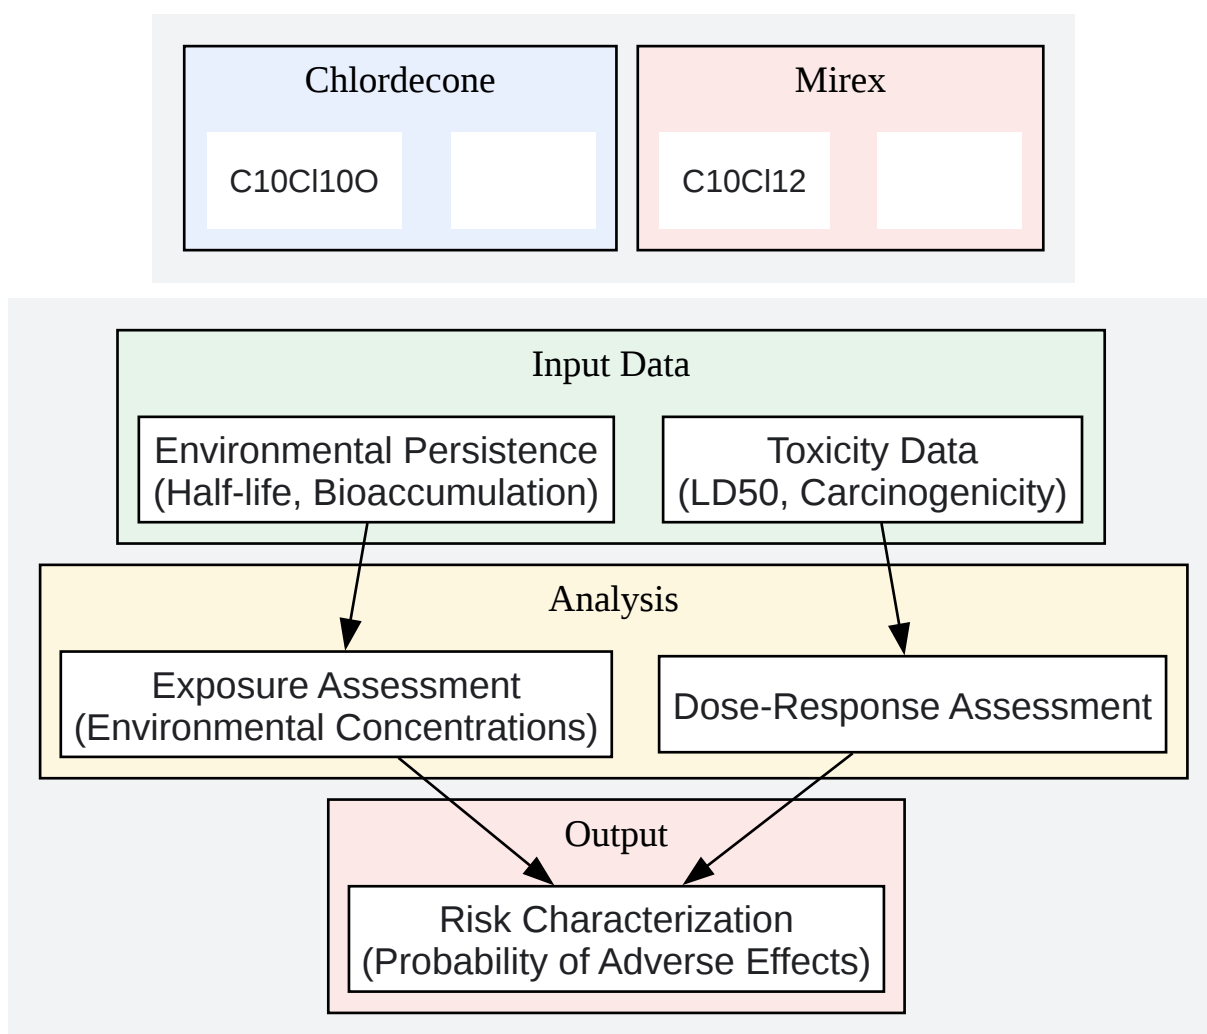 Chlordecone
C10Cl10O
Mirex
C10Cl12
Input Data
Environmental Persistence
(Half-life, Bioaccumulation)
Toxicity Data
(LD50, Carcinogenicity)
Analysis
Exposure Assessment
(Environmental Concentrations)
Dose-Response Assessment
Output
Risk Characterization
(Probability of Adverse Effects)